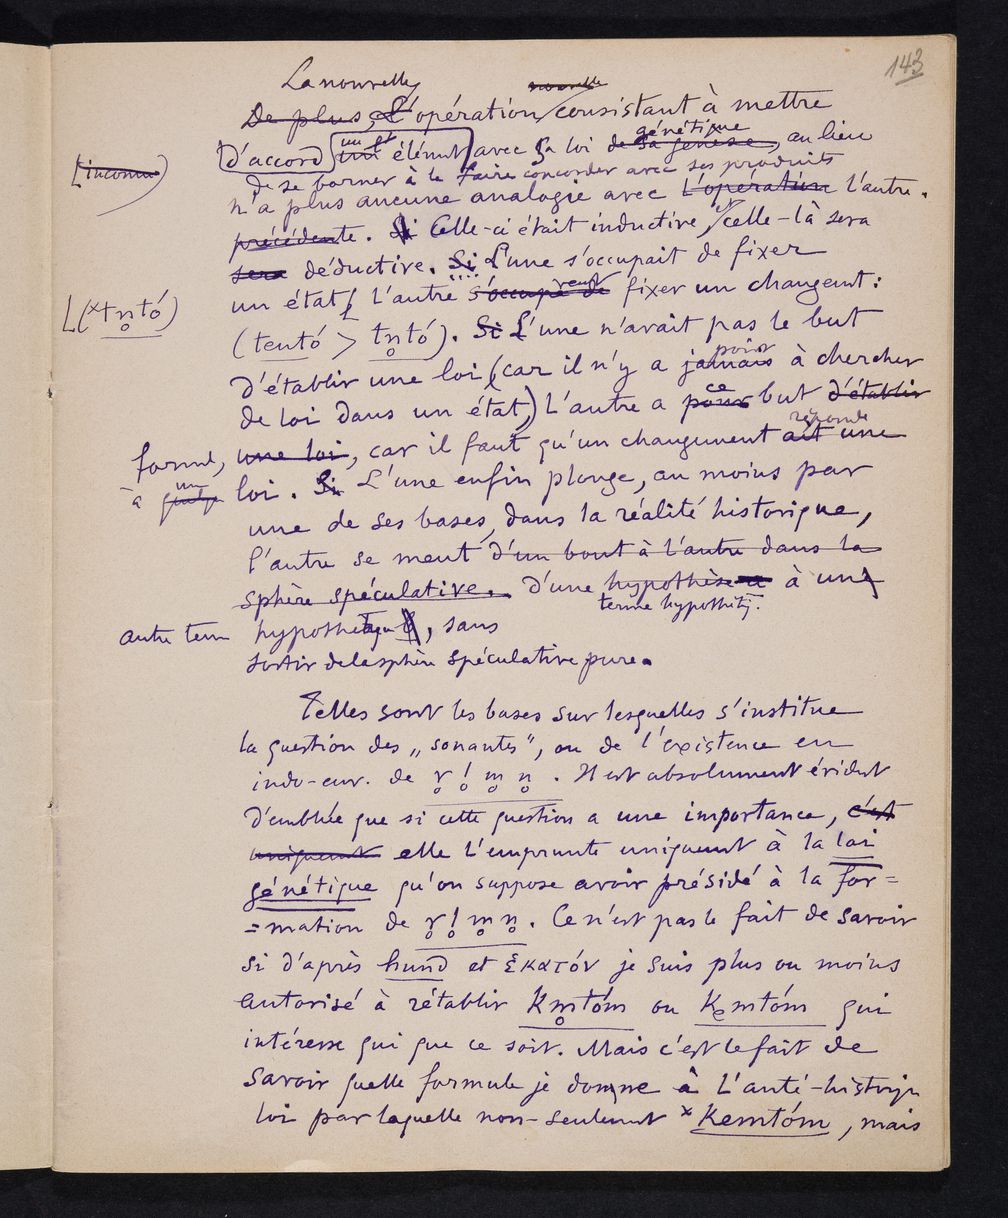 143
La nouvelle nouvelle
De plus, l'opération consistant à mettre
[inconnu] d'accord un élément avec la loi de sa genèse, génétique au lieu
de se borner à le faire concorder avec ses produits
n'a plus aucune analogie avec l'opération l'autre.
précédente. Si Celle-ci était inductive, et celle-là sera
sera déductive. Si L'une s'occupait de fixer
L(*tn̥tó) un état, l'autre s'occupe de veut fixer un changement :
(tentó > tn̥tó). Si L'une n'avait pas le but
d'établir une loi (car il n'y a jamais point à chercher
de loi dans un état,) L'autre a pour ce but d'établir
une loi, car il faut qu'un changement ait une réponde
formul, à quelque une loi. Si L'une enfin plonge, au moins par
une de ses bases, dans la réalité historique,
l'autre se meut d'un bout à l'autre dans la
sphère spéculative. D'une hypothèse à une
terme hypothétiq.
autre term hypothétique, sans
sortir de la sphère spéculative pure.
Telles sont les bases sur lesquelles s'institue
la question des „sonantes", ou de l'existence en
indo-eur. de r̥ l̥ m̥ n̥. Il est absolument évident
d'emblée que si cette question a une importance, c'est
uniquement elle l'emprunte uniquement à la loi
génétique qu'on suppose avoir présidé à la for=
=mation de r̥ l̥ m̥ n̥. Ce n'est pas le fait de savoir
si d'après hund et ἑκατόν je suis plus ou moins
autorisé à rétablir km̥tóm ou kemtóm qui
intéresse qui que ce soit. Mais c'est le fait de
savoir quelle formule je donne à L'anté-historiqu
loi par laquelle non-seulement *kemtóm, mais